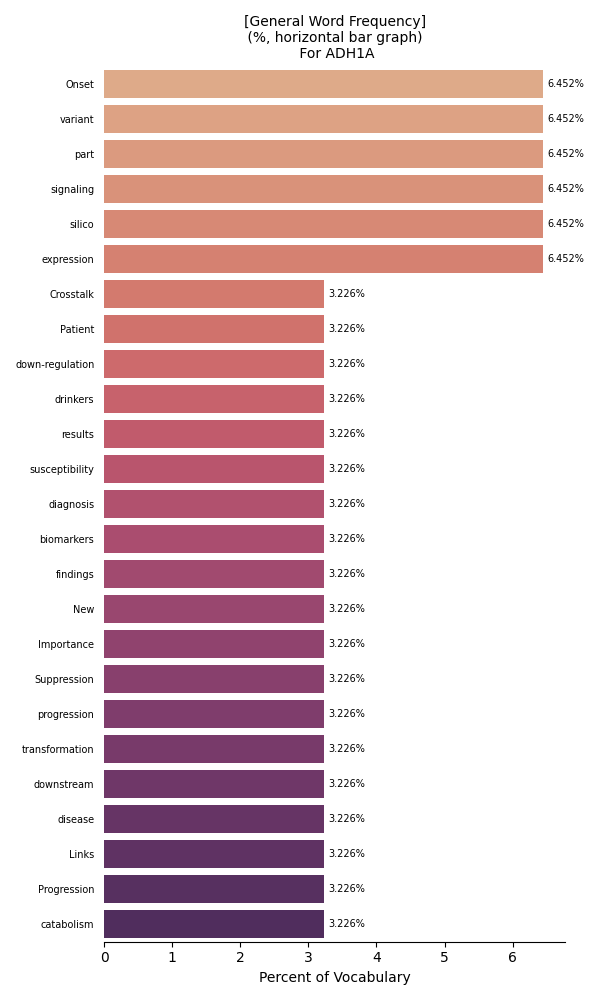 [General Word Frequency]
(%, horizontal bar graph)
For ADH1A
Onset 6.452%
variant 6.452%
part 6.452%
signaling 6.452%
silico 6.452%
expression 6.452%
Crosstalk 3.226%
Patient 3.226%
down-regulation 3.226%
drinkers 3.226%
results 3.226%
susceptibility 3.226%
diagnosis 3.226%
biomarkers 3.226%
findings 3.226%
New 3.226%
Importance 3.226%
Suppression 3.226%
progression 3.226%
transformation 3.226%
downstream 3.226%
disease 3.226%
Links 3.226%
Progression 3.226%
catabolism 3.226%
0 1 2 3 4 5 6
Percent of Vocabulary